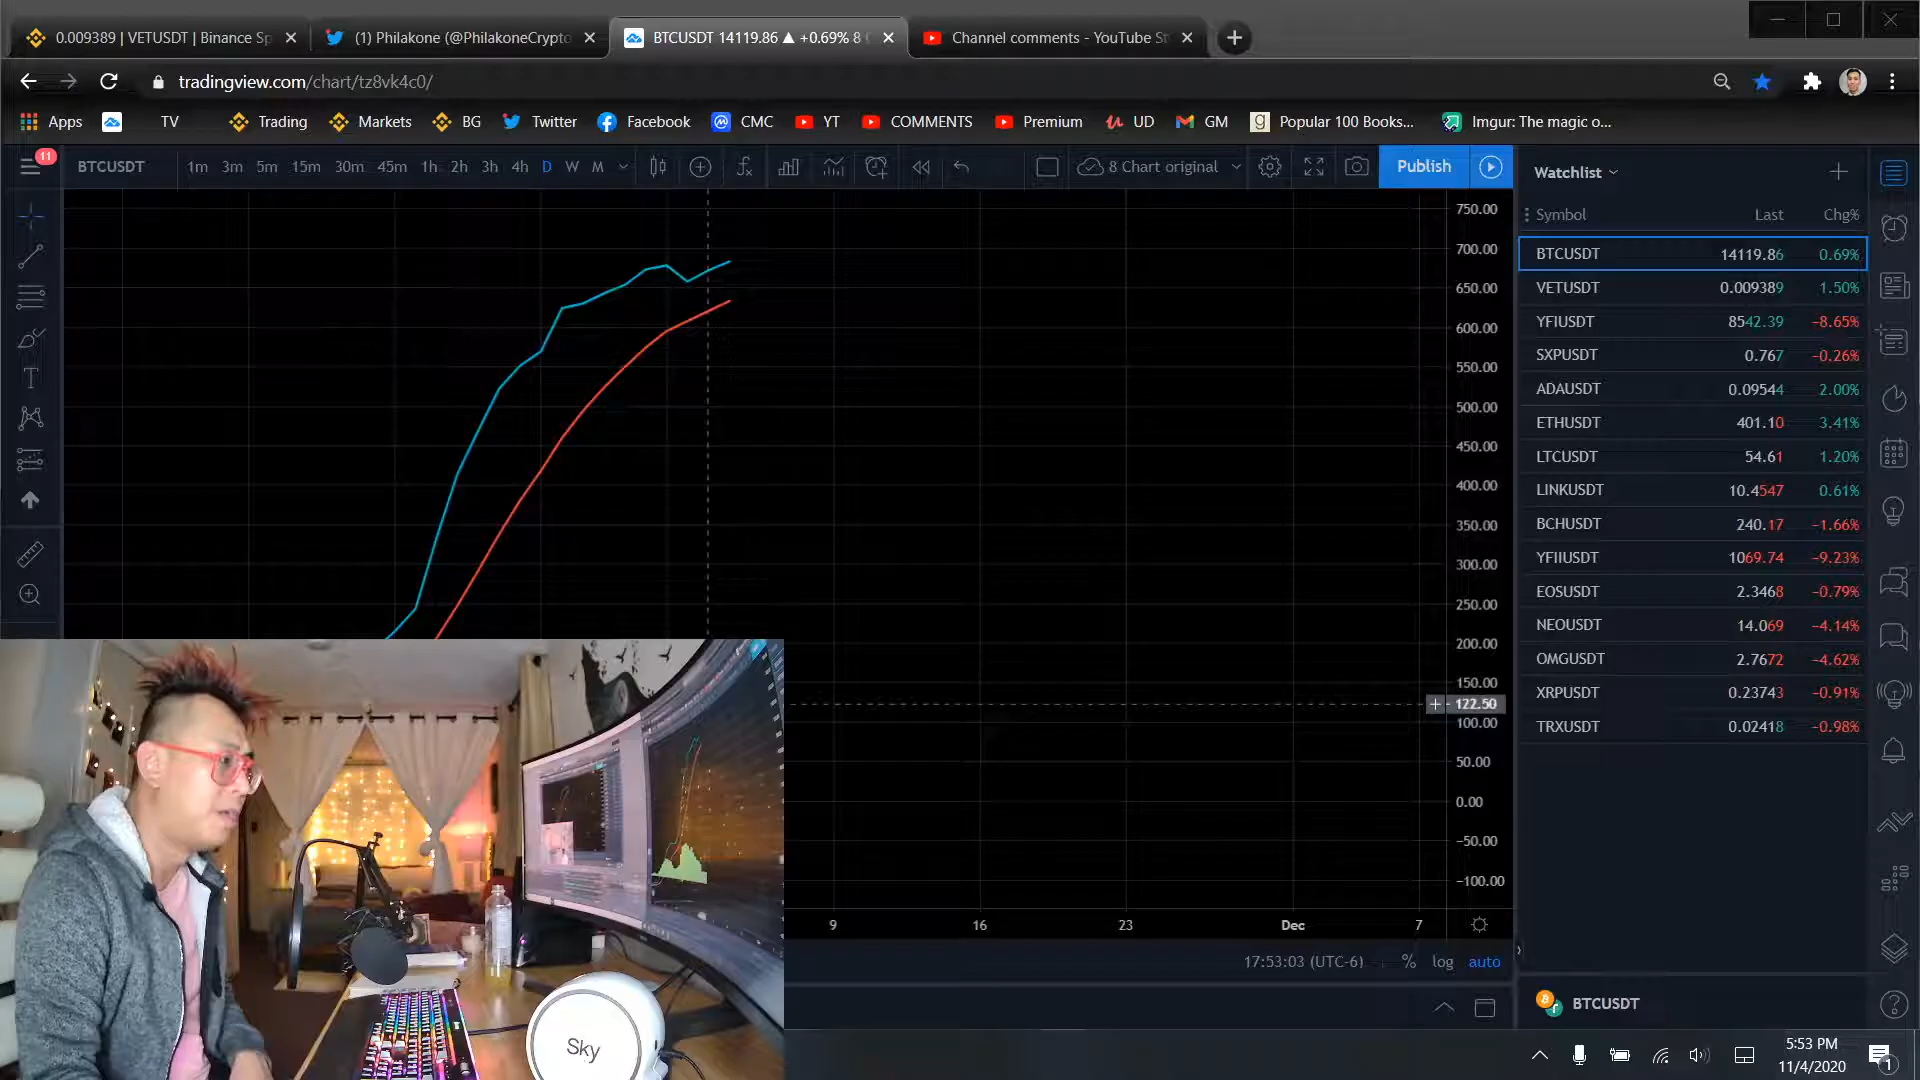 0.009389 | VETUSDT | Binance Sp
(1) Philakone (@PhilakoneCrypto
BTCUSDT 14119.86 ▲ +0.69% 8
Channel comments - YouTube St
tradingview.com/chart/tz8vk4c0/
Apps TV Trading Markets BG Twitter Facebook CMC YT COMMENTS Premium UD GM Popular 100 Books... Imgur: The magic o...
11
BTCUSDT 1m 3m 5m 15m 30m 45m 1h 2h 3h 4h D W M 8 Chart original Publish
Watchlist
Symbol Last Chg%
BTCUSDT 14119.86 0.69%
VETUSDT 0.009389 1.50%
YFIUSDT 8542.39 −8.65%
SXPUSDT 0.767 −0.26%
ADAUSDT 0.09544 2.00%
ETHUSDT 401.10 3.41%
LTCUSDT 54.61 1.20%
LINKUSDT 10.4547 0.61%
BCHUSDT 240.17 −1.66%
YFIIUSDT 1069.74 −9.23%
EOSUSDT 2.3468 −0.79%
NEOUSDT 14.069 −4.14%
OMGUSDT 2.7672 −4.62%
XRPUSDT 0.23743 −0.91%
TRXUSDT 0.02418 −0.98%
750.00
700.00
650.00
600.00
550.00
500.00
450.00
400.00
350.00
300.00
250.00
200.00
150.00
122.50
100.00
50.00
0.00
−50.00
−100.00
9 16 23 Dec 7
17:53:03 (UTC-6) % log auto
BTCUSDT
Sky
5:53 PM
11/4/2020
1